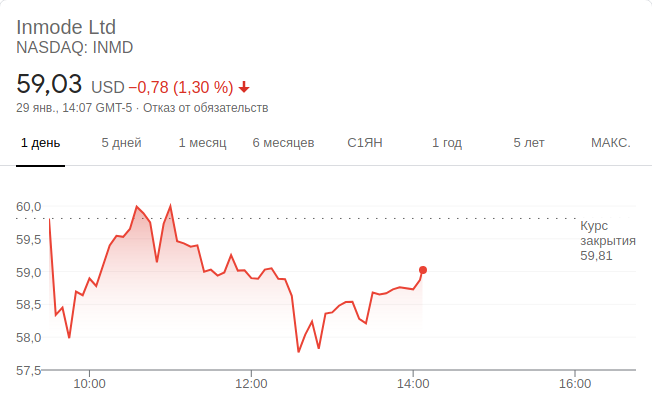 Inmode Ltd
NASDAQ: INMD
59,03 USD −0,78 (1,30 %)
29 янв., 14:07 GMT-5 · Отказ от обязательств
1 день 5 дней 1 месяц 6 месяцев С1ЯН 1 год 5 лет МАКС.
60,0
59,5
59,0
58,5
58,0
57,5
Курс
закрытия
59,81
10:00 12:00 14:00 16:00